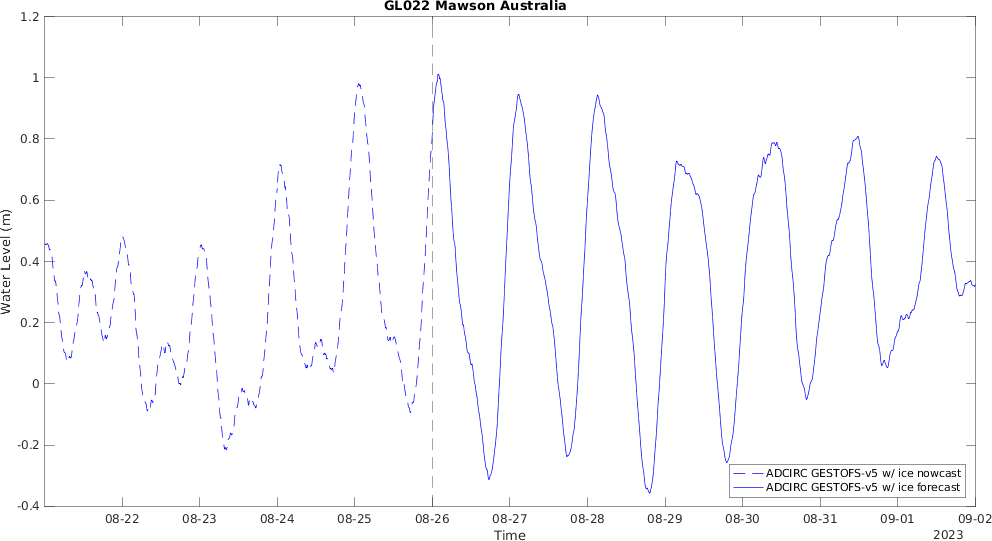 GL022 Mawson Australia
1.2
1
0.8
0.6
0.4
0.2
0
-0.2
-0.4
Water Level (m)
ADCIRC GESTOFS-v5 w/ ice nowcast
ADCIRC GESTOFS-v5 w/ ice forecast
08-22 08-23 08-24 08-25 08-26 08-27 08-28 08-29 08-30 08-31 09-01 09-02
Time
2023